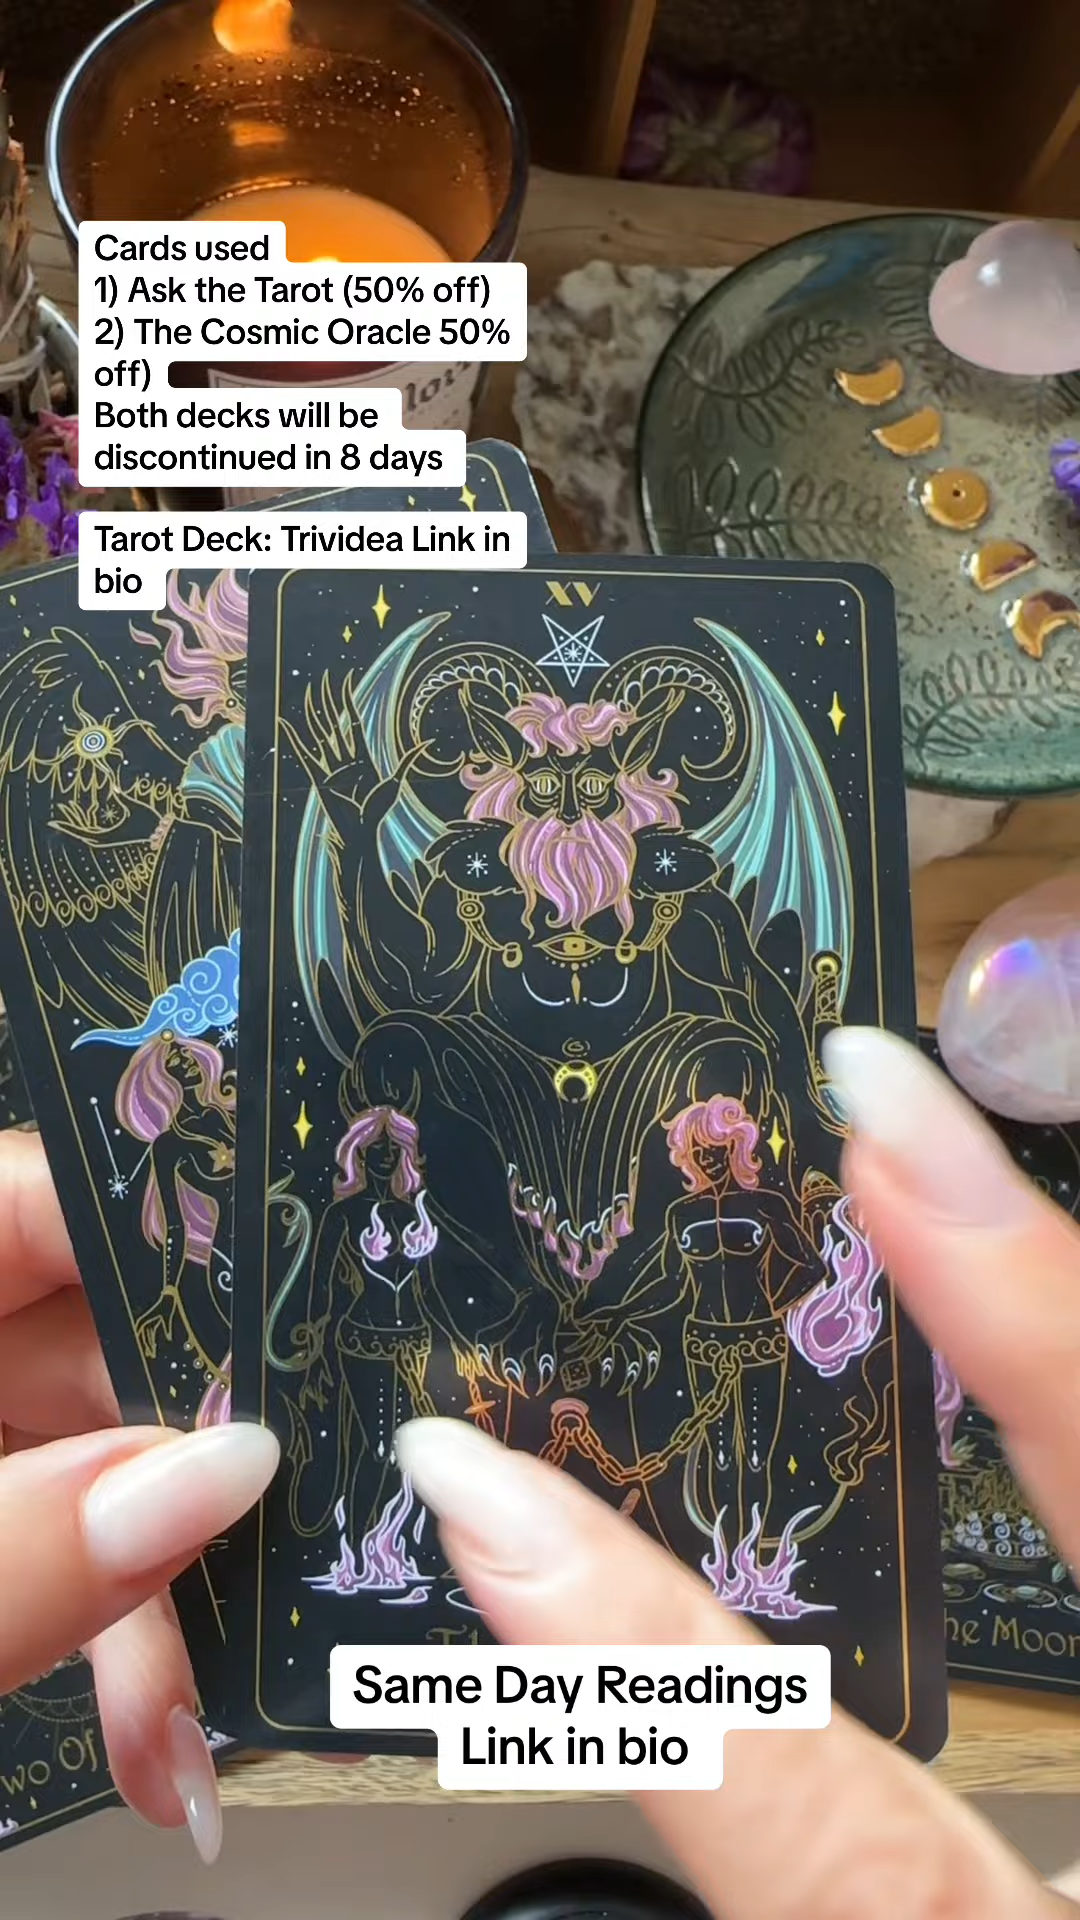 Cards used
1) Ask the Tarot (50% off)
2) The Cosmic Oracle 50%
off)
Both decks will be
discontinued in 8 days
Tarot Deck: Trividea Link in
bio
XV
he Moon
wo Of
Same Day Readings
Link in bio